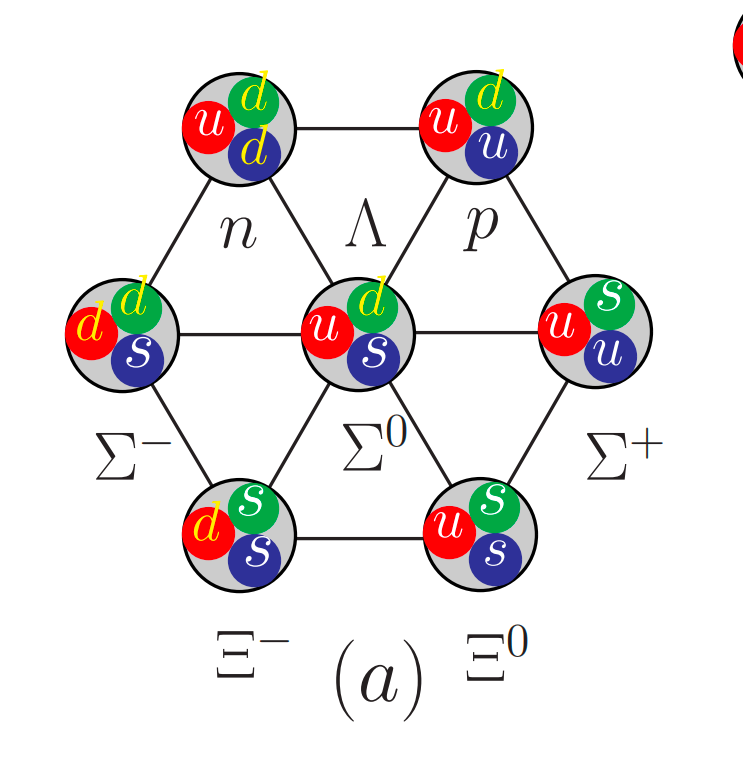 u d d
u d u
n Λ p
d d s
u d s
u s u
Σ⁻ Σ⁰ Σ⁺
d s s
u s s
Ξ⁻ (a) Ξ⁰